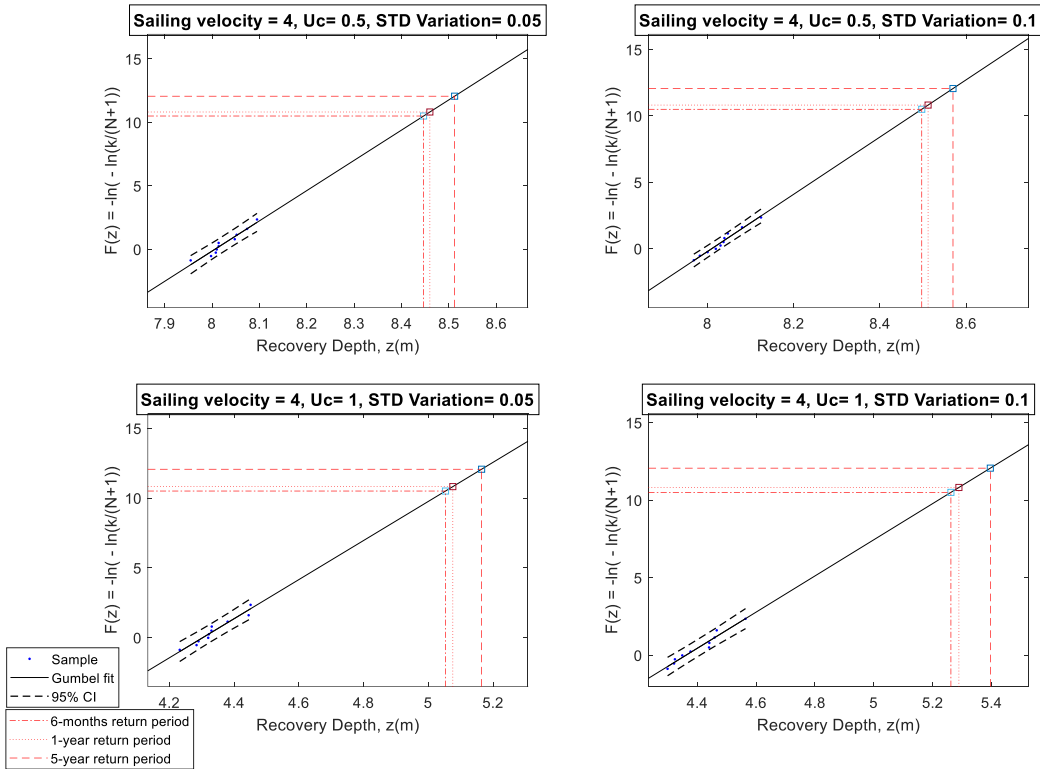 Sailing velocity = 4, Uc= 0.5, STD Variation= 0.05
15
10
5
0
F(z) = -ln( - ln(k/(N+1))
7.9 8 8.1 8.2 8.3 8.4 8.5 8.6
Recovery Depth, z(m)
Sailing velocity = 4, Uc= 0.5, STD Variation= 0.1
15
10
5
0
F(z) = -ln( - ln(k/(N+1))
8 8.2 8.4 8.6
Recovery Depth, z(m)
Sailing velocity = 4, Uc= 1, STD Variation= 0.05
15
10
5
0
F(z) = -ln( - ln(k/(N+1))
4.2 4.4 4.6 4.8 5 5.2
Recovery Depth, z(m)
Sailing velocity = 4, Uc= 1, STD Variation= 0.1
15
10
5
0
F(z) = -ln( - ln(k/(N+1))
4.4 4.6 4.8 5 5.2 5.4
Recovery Depth, z(m)
Sample
Gumbel fit
95% CI
6-months return period
1-year return period
5-year return period